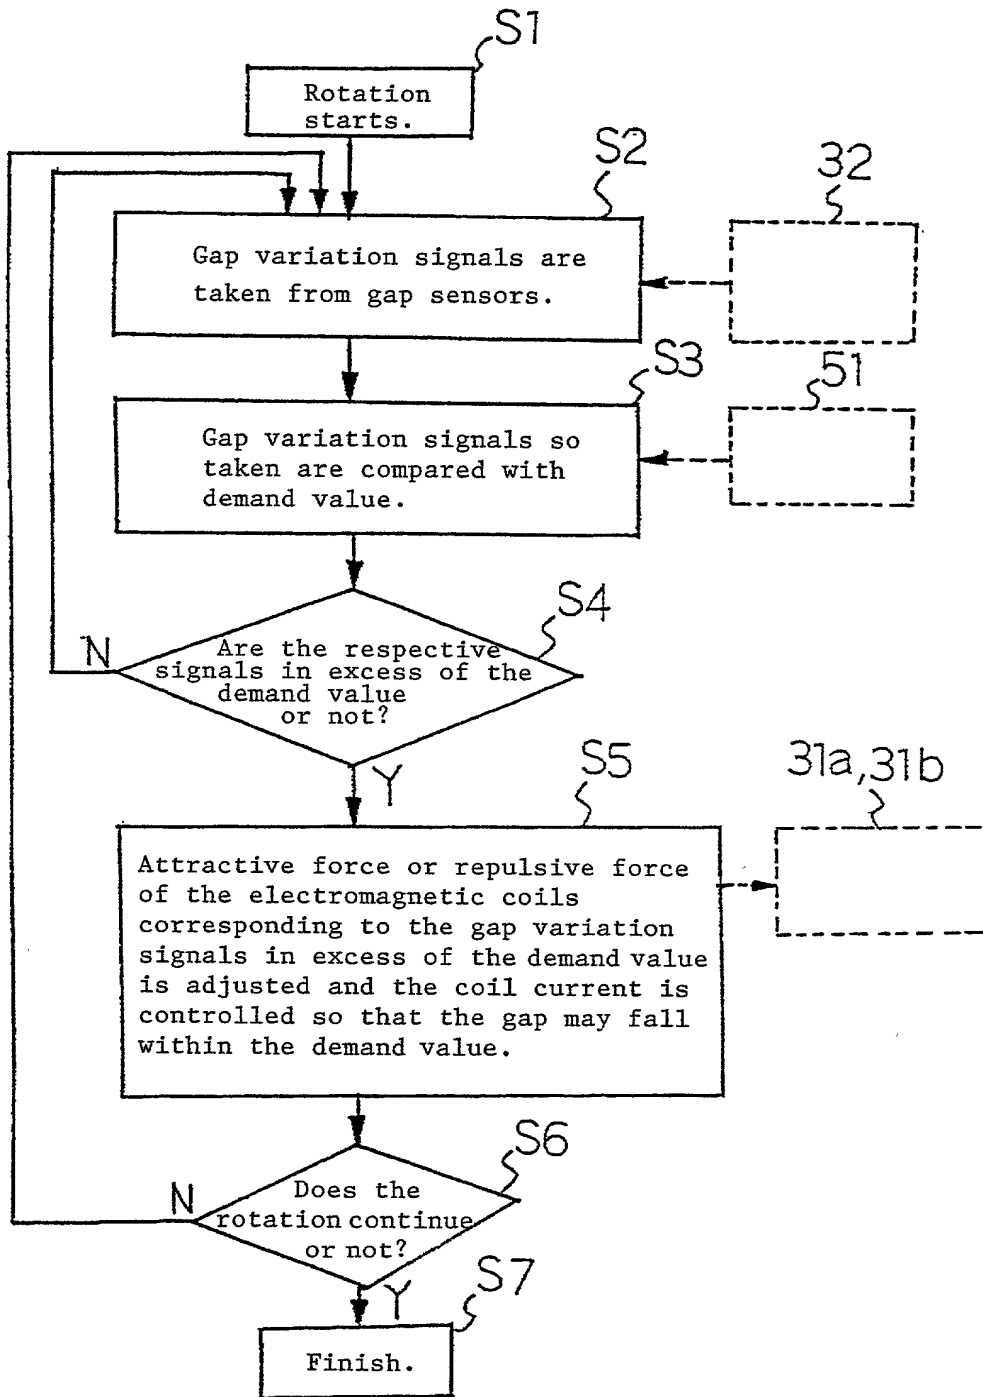 S1
Rotation
starts.
S2
32
Gap variation signals are
taken from gap sensors.
S3
51
Gap variation signals so
taken are compared with
demand value.
S4
N
Are the respective
signals in excess of the
demand value
or not?
Y
S5
31a,31b
Attractive force or repulsive force
of the electromagnetic coils
corresponding to the gap variation
signals in excess of the demand value
is adjusted and the coil current is
controlled so that the gap may fall
within the demand value.
S6
N
Does the
rotation continue
or not?
Y
S7
Finish.